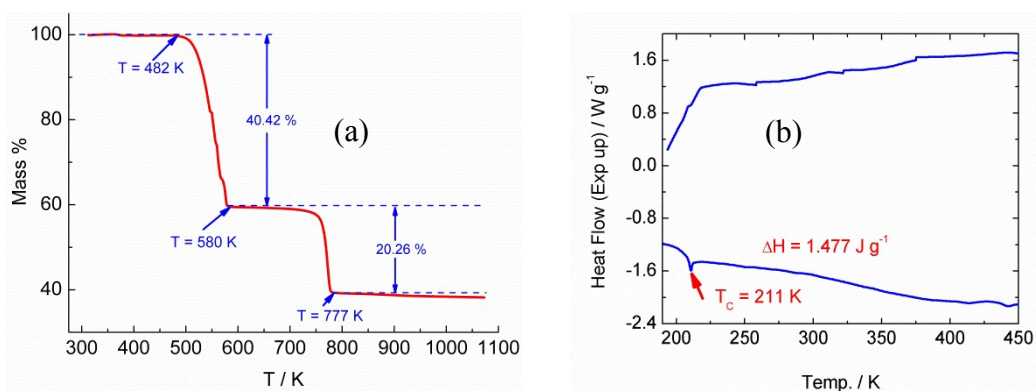 100
80
60
40
Mass %
T = 482 K
40.42 %
(a)
T = 580 K
20.26 %
T = 777 K
300 400 500 600 700 800 900 1000 1100
T / K
1.6
0.8
0.0
-0.8
-1.6
-2.4
Heat Flow (Exp up) / W g⁻¹
(b)
ΔH = 1.477 J g⁻¹
T_C = 211 K
200 250 300 350 400 450
Temp. / K